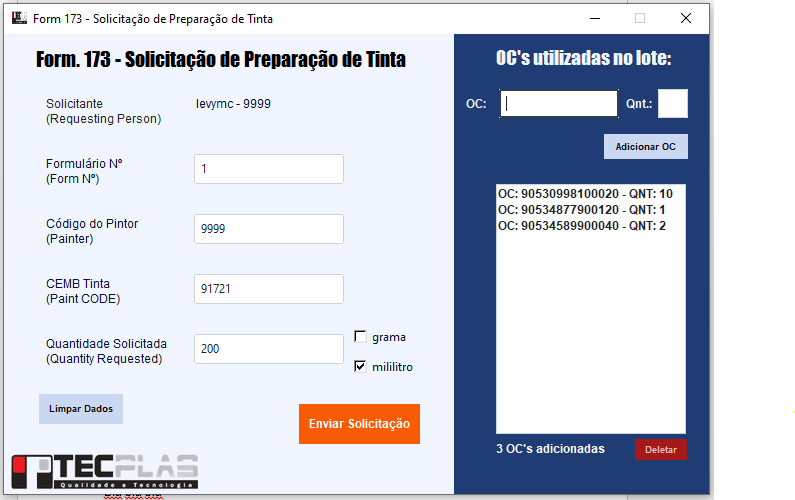 Form 173 - Solicitação de Preparação de Tinta
Form. 173 - Solicitação de Preparação de Tinta
Solicitante
(Requesting Person)
levymc - 9999
Formulário Nº
(Form Nº)
1
Código do Pintor
(Painter)
9999
CEMB Tinta
(Paint CODE)
91721
Quantidade Solicitada
(Quantity Requested)
200
grama
mililitro
Limpar Dados
Enviar Solicitação
TECPLAS
Qualidade e Tecnologia
OC's utilizadas no lote:
OC:
Qnt.:
Adicionar OC
OC: 90530998100020 - QNT: 10
OC: 90534877900120 - QNT: 1
OC: 90534589900040 - QNT: 2
3 OC's adicionadas
Deletar